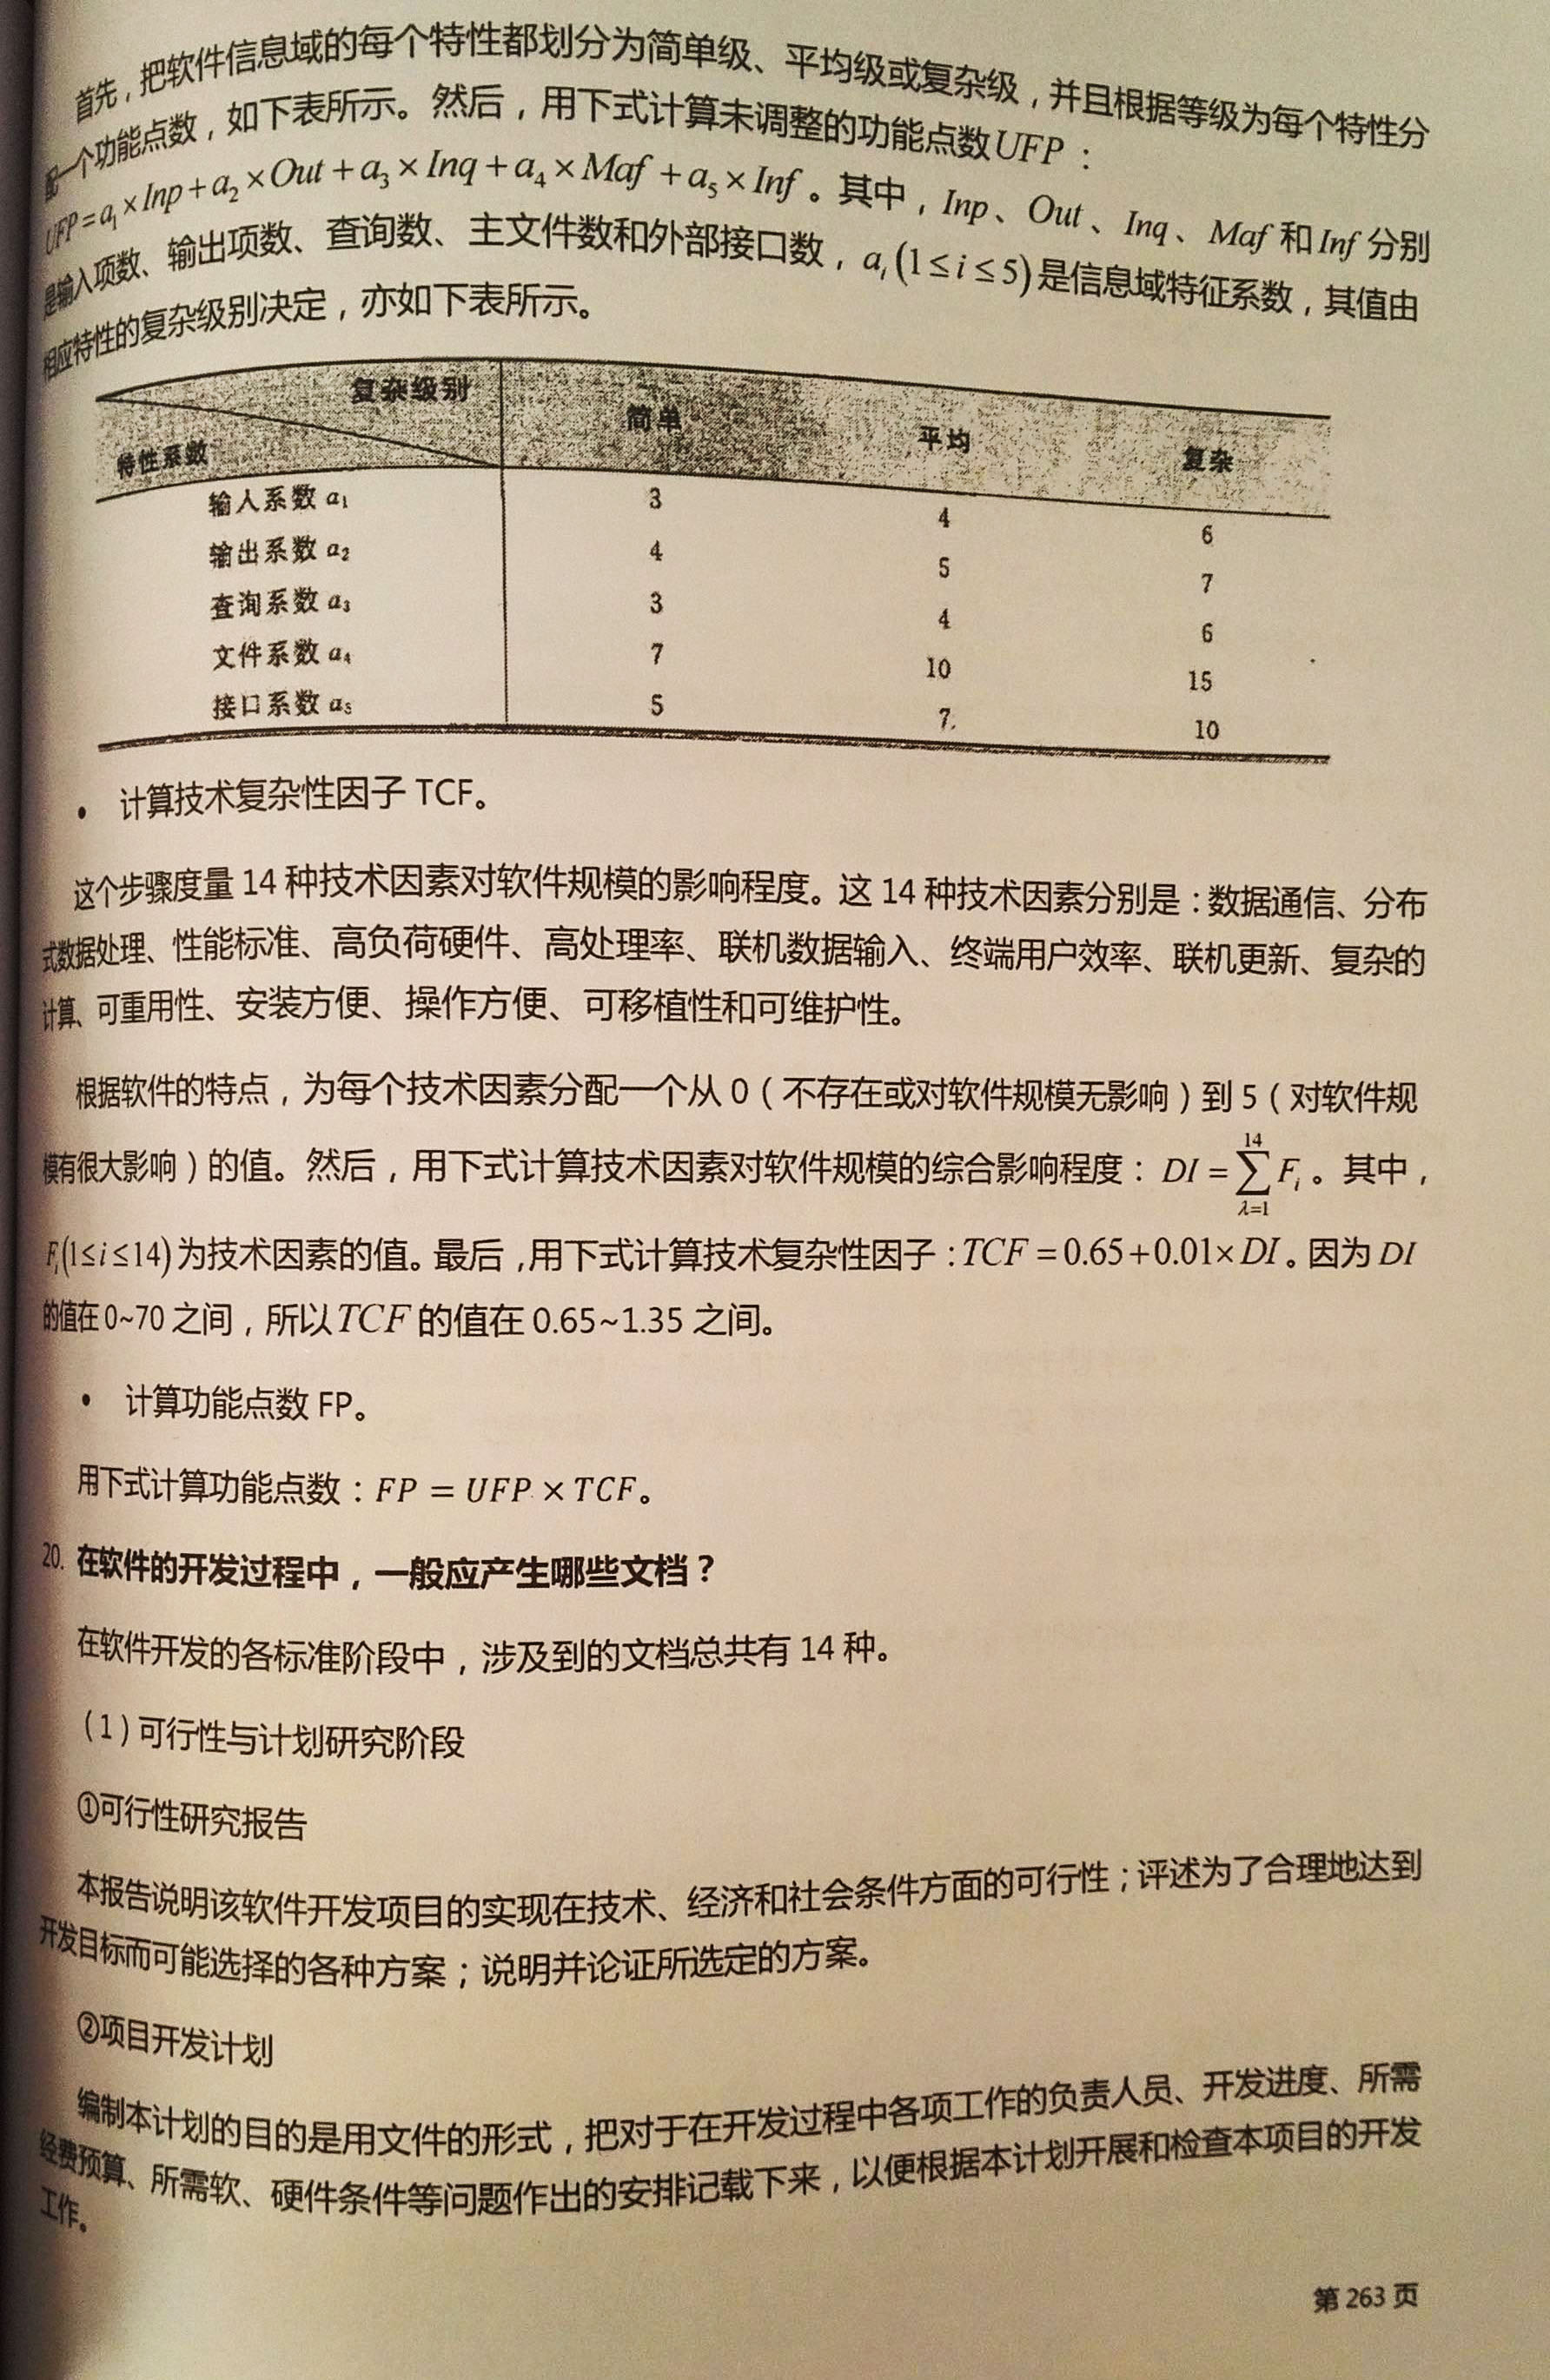 首先，把软件信息域的每个特性都划分为简单级、平均级或复杂级，并且根据等级为每个特性分
配一个功能点数，如下表所示。然后，用下式计算未调整的功能点数UFP：
UFP=a₁×Inp+a₂×Out+a₃×Inq+a₄×Maf+a₅×Inf。其中，Inp、Out、Inq、Maf和Inf分别
是输入项数、输出项数、查询数、主文件数和外部接口数，aᵢ(1≤i≤5)是信息域特征系数，其值由
相应特性的复杂级别决定，亦如下表所示。
复杂级别 简单 平均 复杂
特性系数
输人系数 a₁ 3 4 6
输出系数 a₂ 4 5 7
查询系数 a₃ 3 4 6
文件系数 a₄ 7 10 15
接口系数 a₅ 5 7. 10
• 计算技术复杂性因子 TCF。
这个步骤度量 14 种技术因素对软件规模的影响程度。这 14 种技术因素分别是：数据通信、分布
式数据处理、性能标准、高负荷硬件、高处理率、联机数据输入、终端用户效率、联机更新、复杂的
计算、可重用性、安装方便、操作方便、可移植性和可维护性。
根据软件的特点，为每个技术因素分配一个从 0（不存在或对软件规模无影响）到 5（对软件规
模有很大影响）的值。然后，用下式计算技术因素对软件规模的综合影响程度：DI=∑(λ=1→14)Fᵢ。其中，
Fᵢ(1≤i≤14)为技术因素的值。最后，用下式计算技术复杂性因子：TCF=0.65+0.01×DI。因为DI
的值在 0~70 之间，所以TCF的值在 0.65~1.35 之间。
• 计算功能点数 FP。
用下式计算功能点数：FP = UFP × TCF。
20. 在软件的开发过程中，一般应产生哪些文档？
在软件开发的各标准阶段中，涉及到的文档总共有 14 种。
（1）可行性与计划研究阶段
①可行性研究报告
本报告说明该软件开发项目的实现在技术、经济和社会条件方面的可行性；评述为了合理地达到
开发目标而可能选择的各种方案；说明并论证所选定的方案。
②项目开发计划
编制本计划的目的是用文件的形式，把对于在开发过程中各项工作的负责人员、开发进度、所需
经费预算、所需软、硬件条件等问题作出的安排记载下来，以便根据本计划开展和检查本项目的开发
工作。
第 263 页